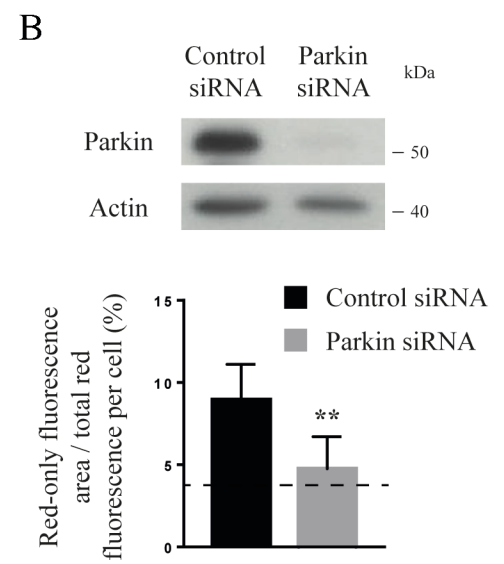 B
Control siRNA
Parkin siRNA
kDa
Parkin
– 50
Actin
– 40
Control siRNA
Parkin siRNA
Red-only fluorescence
area / total red
fluorescence per cell (%)
15
10
5
0
**